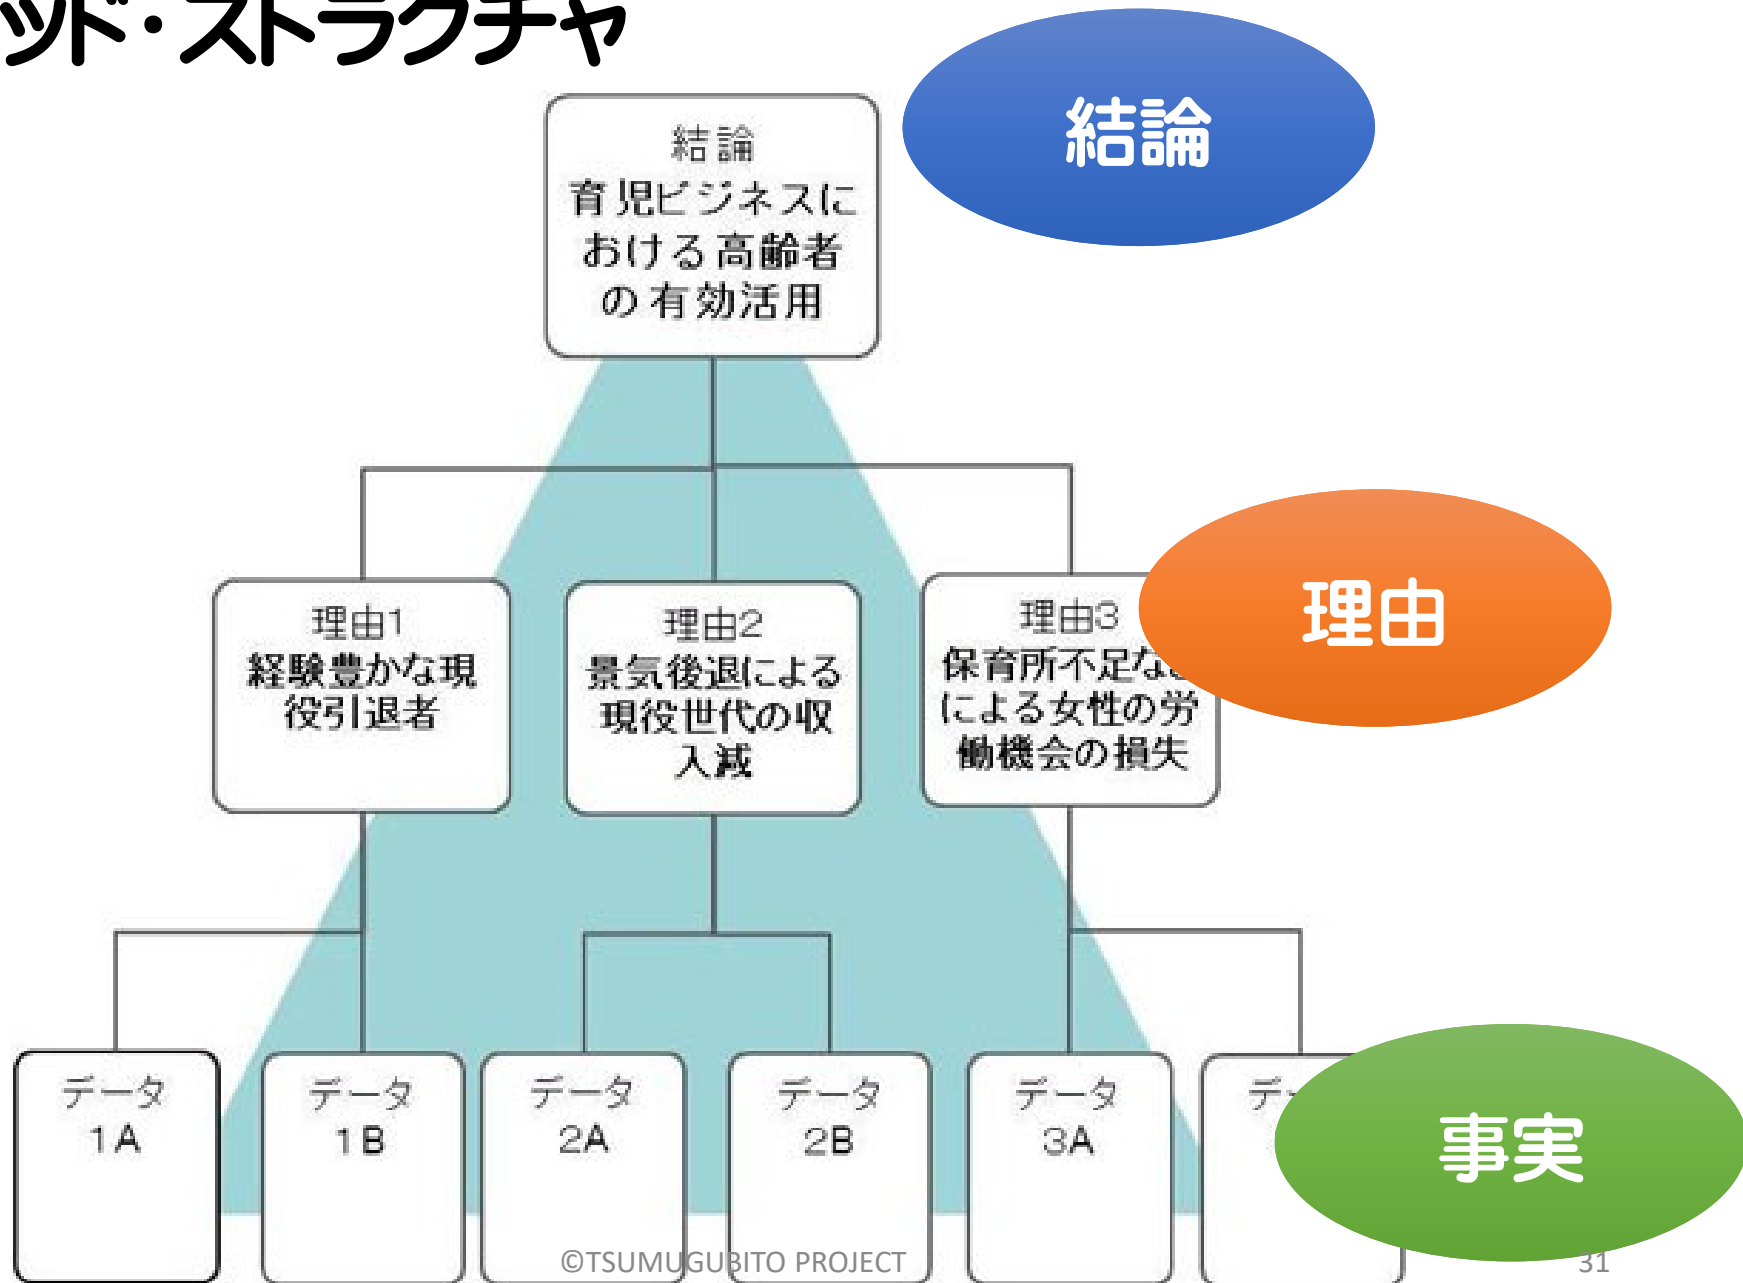 ッド・ストラクチャ
結論
結論
育児ビジネスに
おける高齢者
の有効活用
理由
理由1
経験豊かな現
役引退者
理由2
景気後退による
現役世代の収
入減
理由3
保育所不足な
による女性の労
働機会の損失
事実
データ
1A
データ
1B
データ
2A
データ
2B
データ
3A
デ
©TSUMUGUBITO PROJECT
31